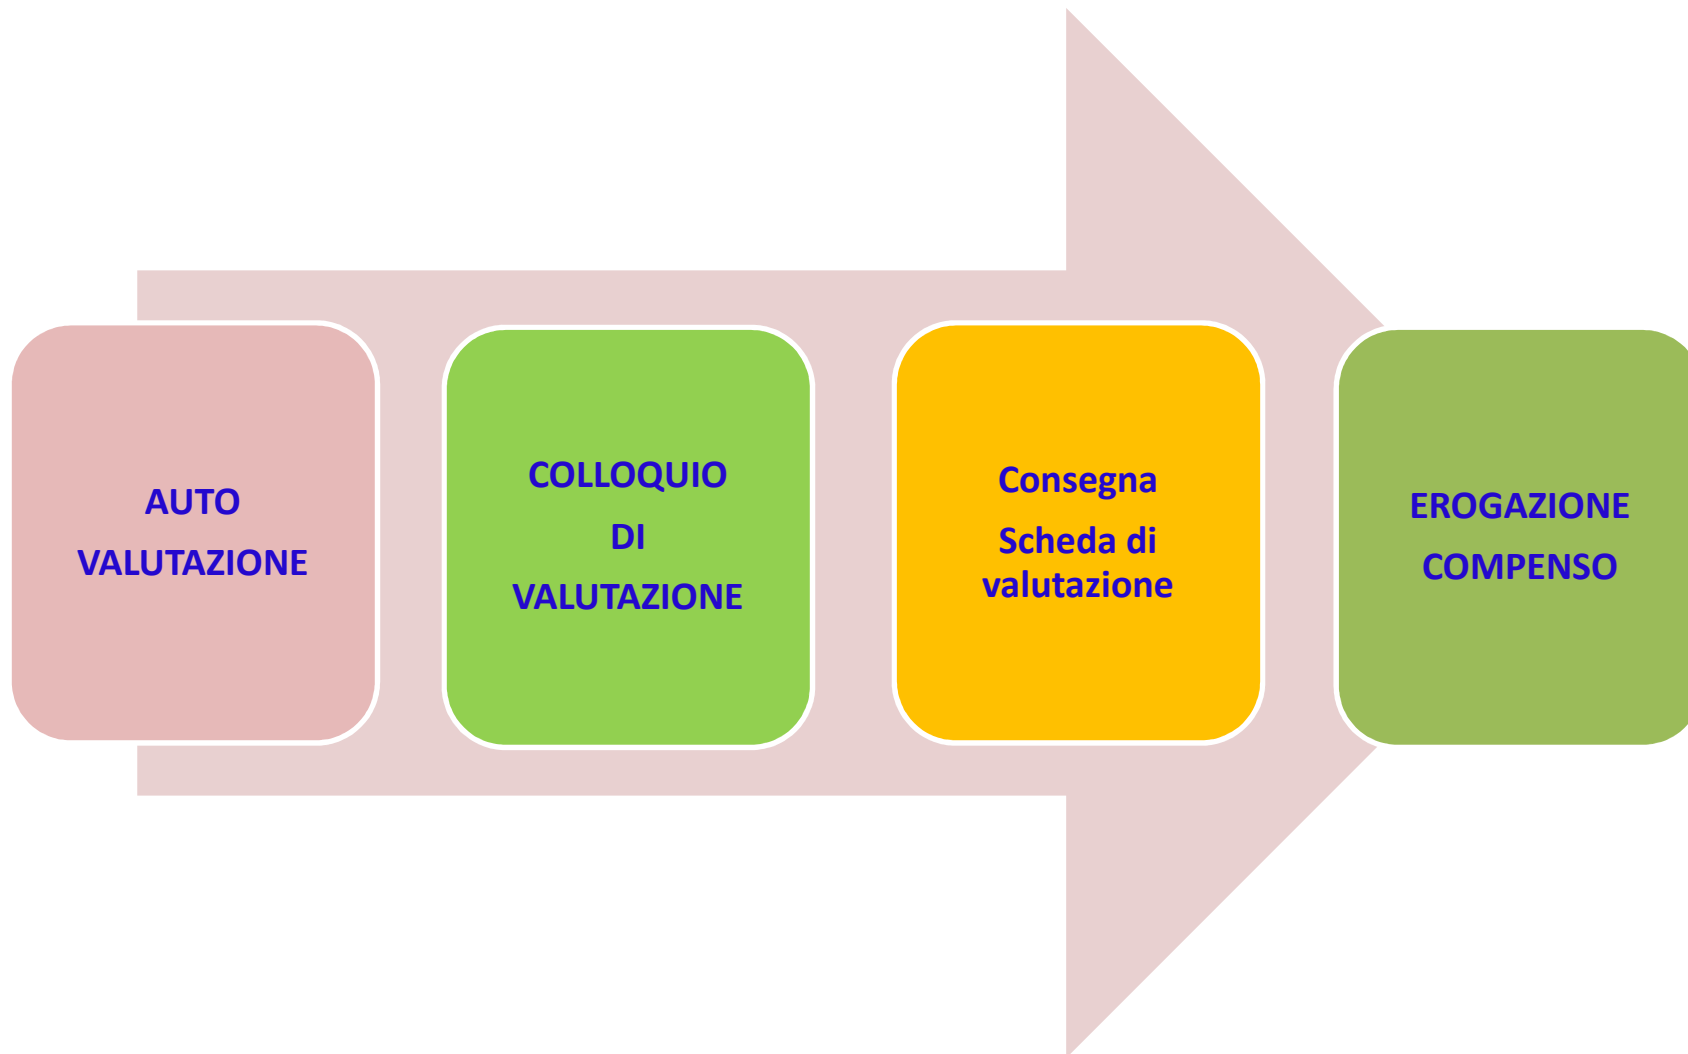 AUTO
VALUTAZIONE
COLLOQUIO
DI
VALUTAZIONE
Consegna
Scheda di
valutazione
EROGAZIONE
COMPENSO